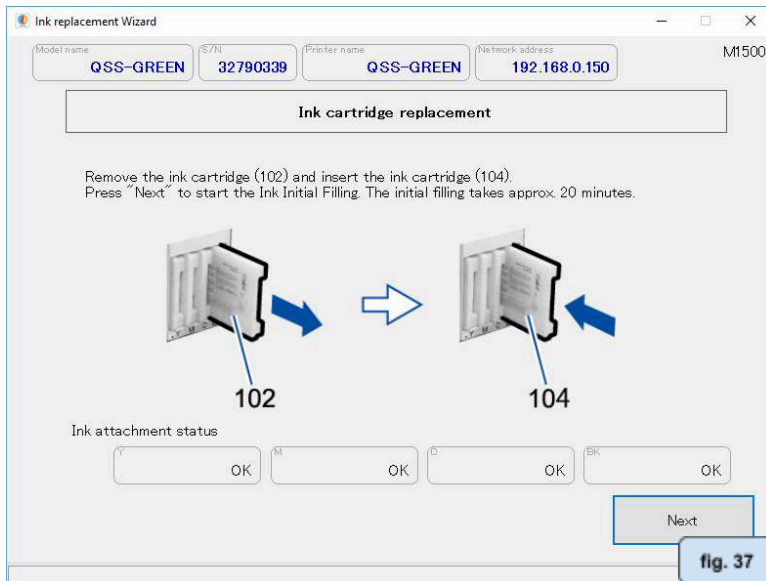 Ink replacement Wizard
Model name
QSS-GREEN
S/N
32790339
Printer name
QSS-GREEN
Network address
192.168.0.150
M1500
Ink cartridge replacement
Remove the ink cartridge (102) and insert the ink cartridge (104).
Press "Next" to start the Ink Initial Filling. The initial filling takes approx. 20 minutes.
Y M C
Y M C
102
104
Ink attachment status
Y
OK
M
OK
C
OK
BK
OK
Next
fig. 37